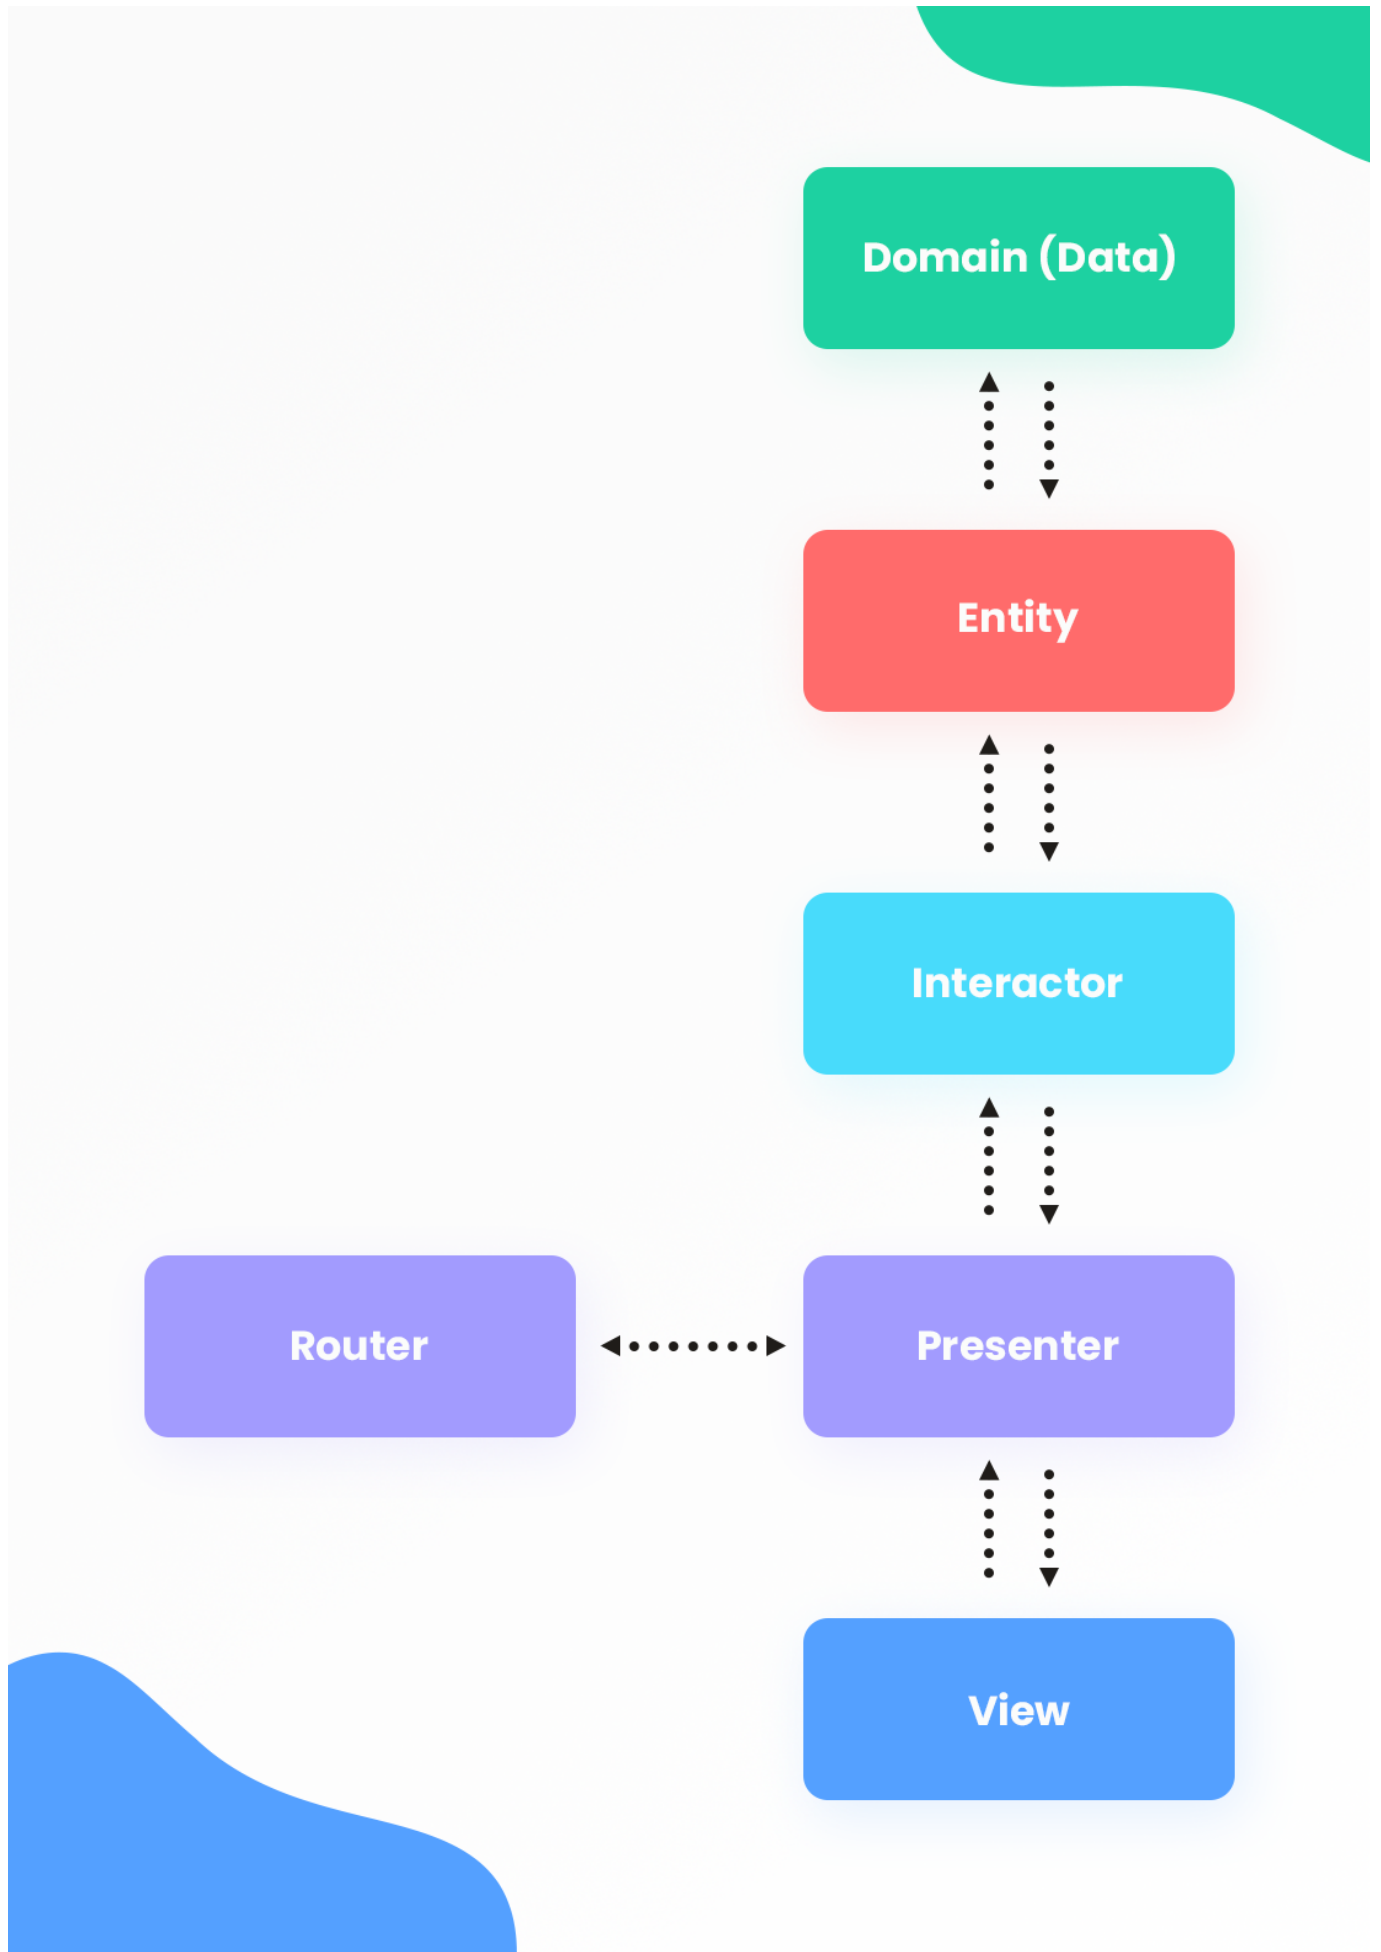 Domain (Data)
Entity
Interactor
Router
Presenter
View